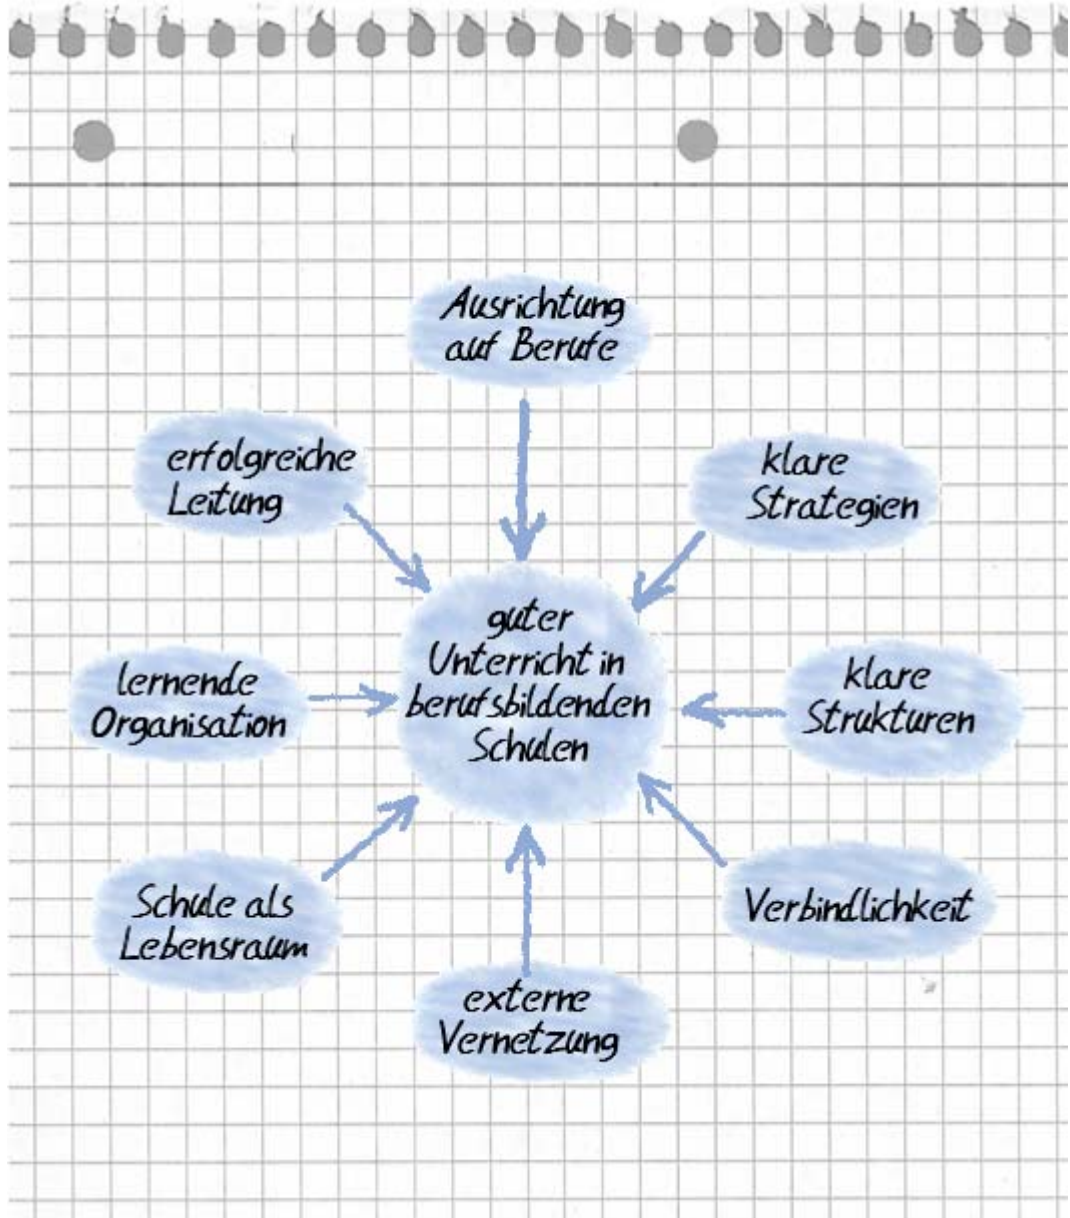 Ausrichtung
auf Berufe
erfolgreiche
Leitung
klare
Strategien
guter
Unterricht in
berufsbildenden
Schulen
lernende
Organisation
klare
Strukturen
Schule als
Lebensraum
Verbindlichkeit
externe
Vernetzung